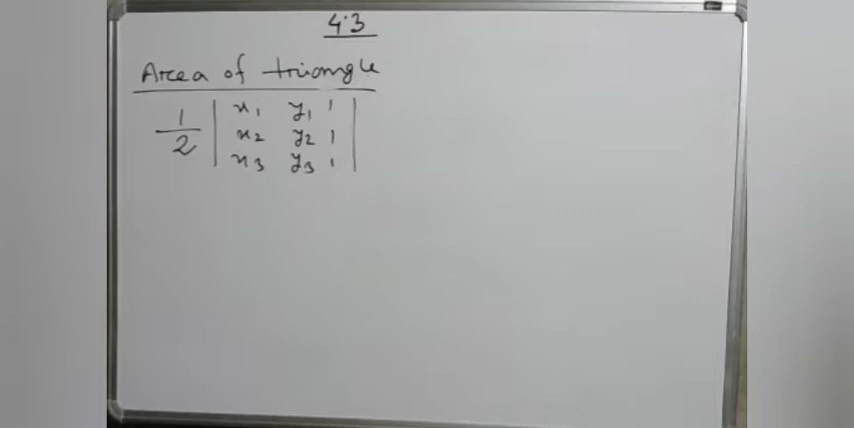 4.3
Area of triangle
1/2 | x₁ y₁ 1 |
| x₂ y₂ 1 |
| x₃ y₃ 1 |